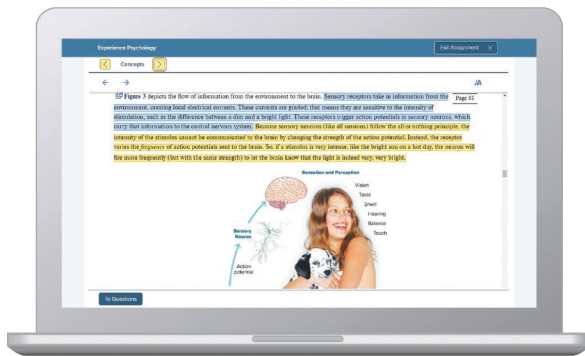 Experience Psychology
Exit Assignment ×
< Concepts >
← →
Figure 3 depicts the flow of information from the environment to the brain. Sensory receptors take in information from the
Page 88
environment, creating local electrical currents. These currents are graded; that means they are sensitive to the intensity of
stimulation, such as the difference between a dim and a bright light. These receptors trigger action potentials in sensory neurons, which
carry that information to the central nervous system. Because sensory neurons (like all neurons) follow the all-or-nothing principle, the
intensity of the stimulus cannot be communicated to the brain by changing the strength of the action potential. Instead, the receptor
varies the frequency of action potentials sent to the brain. So, if a stimulus is very intense, like the bright sun on a hot day, the neuron will
fire more frequently (but with the same strength) to let the brain know that the light is indeed very, very bright.
Sensation and Perception
Vision
Taste
Smell
Hearing
Balance
Touch
Sensory
Neuron
Action
potential
To Questions